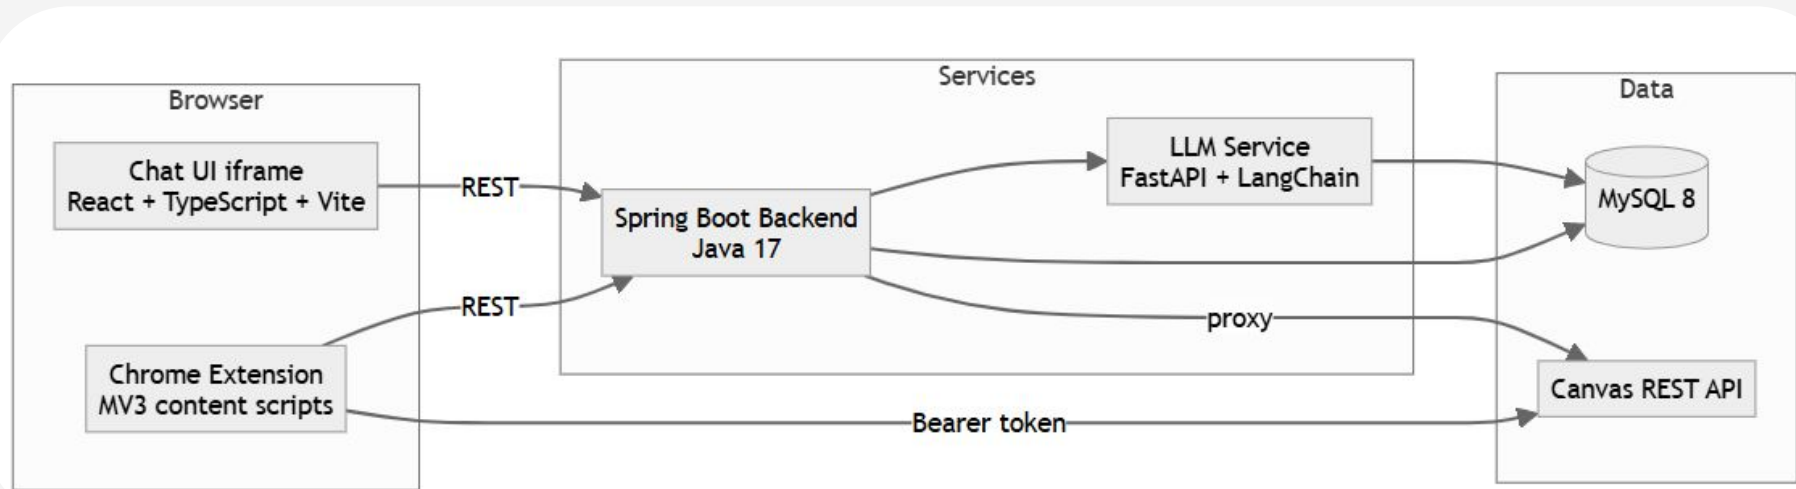 Browser
Chat UI iframe
React + TypeScript + Vite
Chrome Extension
MV3 content scripts
REST
REST
Services
Spring Boot Backend
Java 17
LLM Service
FastAPI + LangChain
proxy
Bearer token
Data
MySQL 8
Canvas REST API